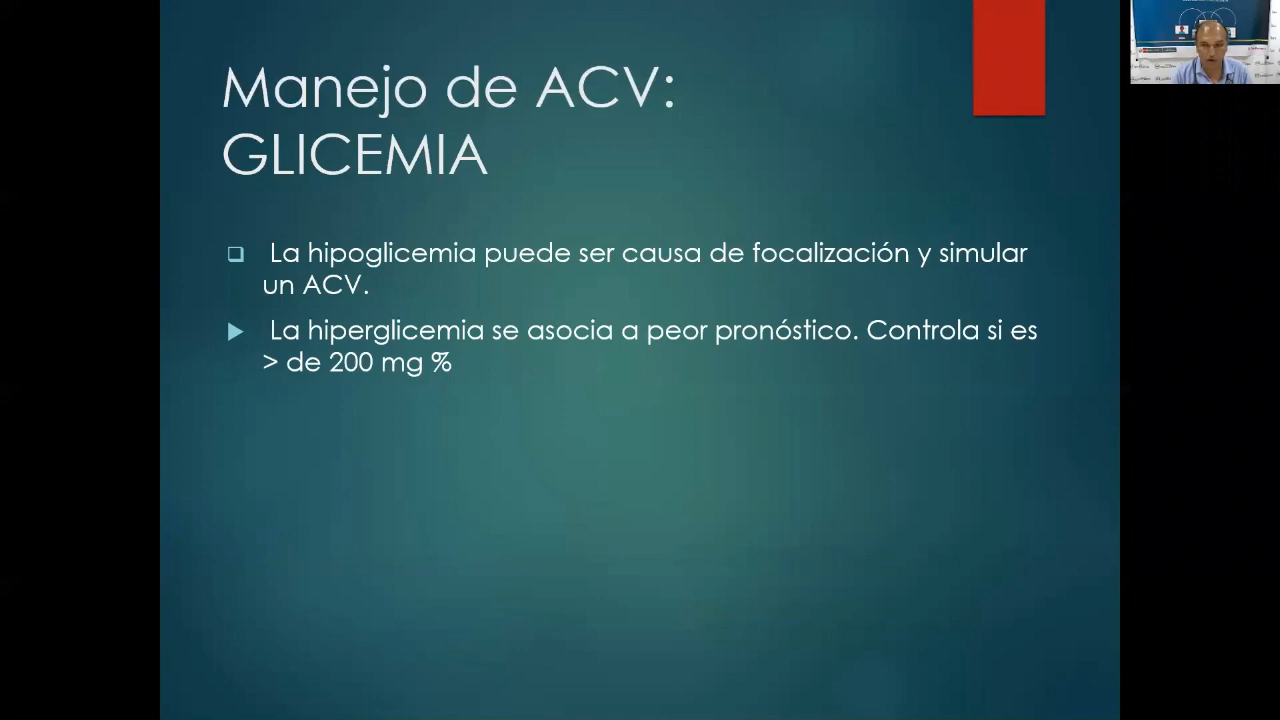 Manejo de ACV:
GLICEMIA
La hipoglicemia puede ser causa de focalización y simular
un ACV.
La hiperglicemia se asocia a peor pronóstico. Controla si es
> de 200 mg %